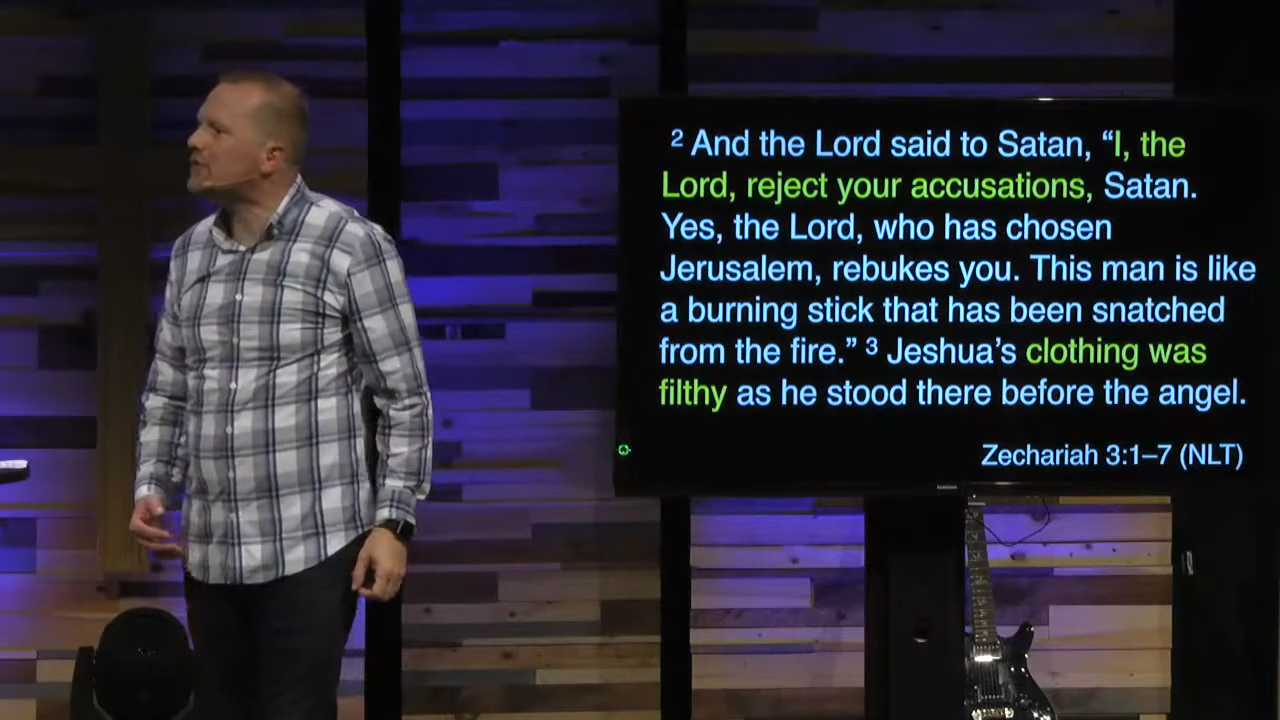 ² And the Lord said to Satan, “I, the
Lord, reject your accusations, Satan.
Yes, the Lord, who has chosen
Jerusalem, rebukes you. This man is like
a burning stick that has been snatched
from the fire.” ³ Jeshua’s clothing was
filthy as he stood there before the angel.
Zechariah 3:1–7 (NLT)